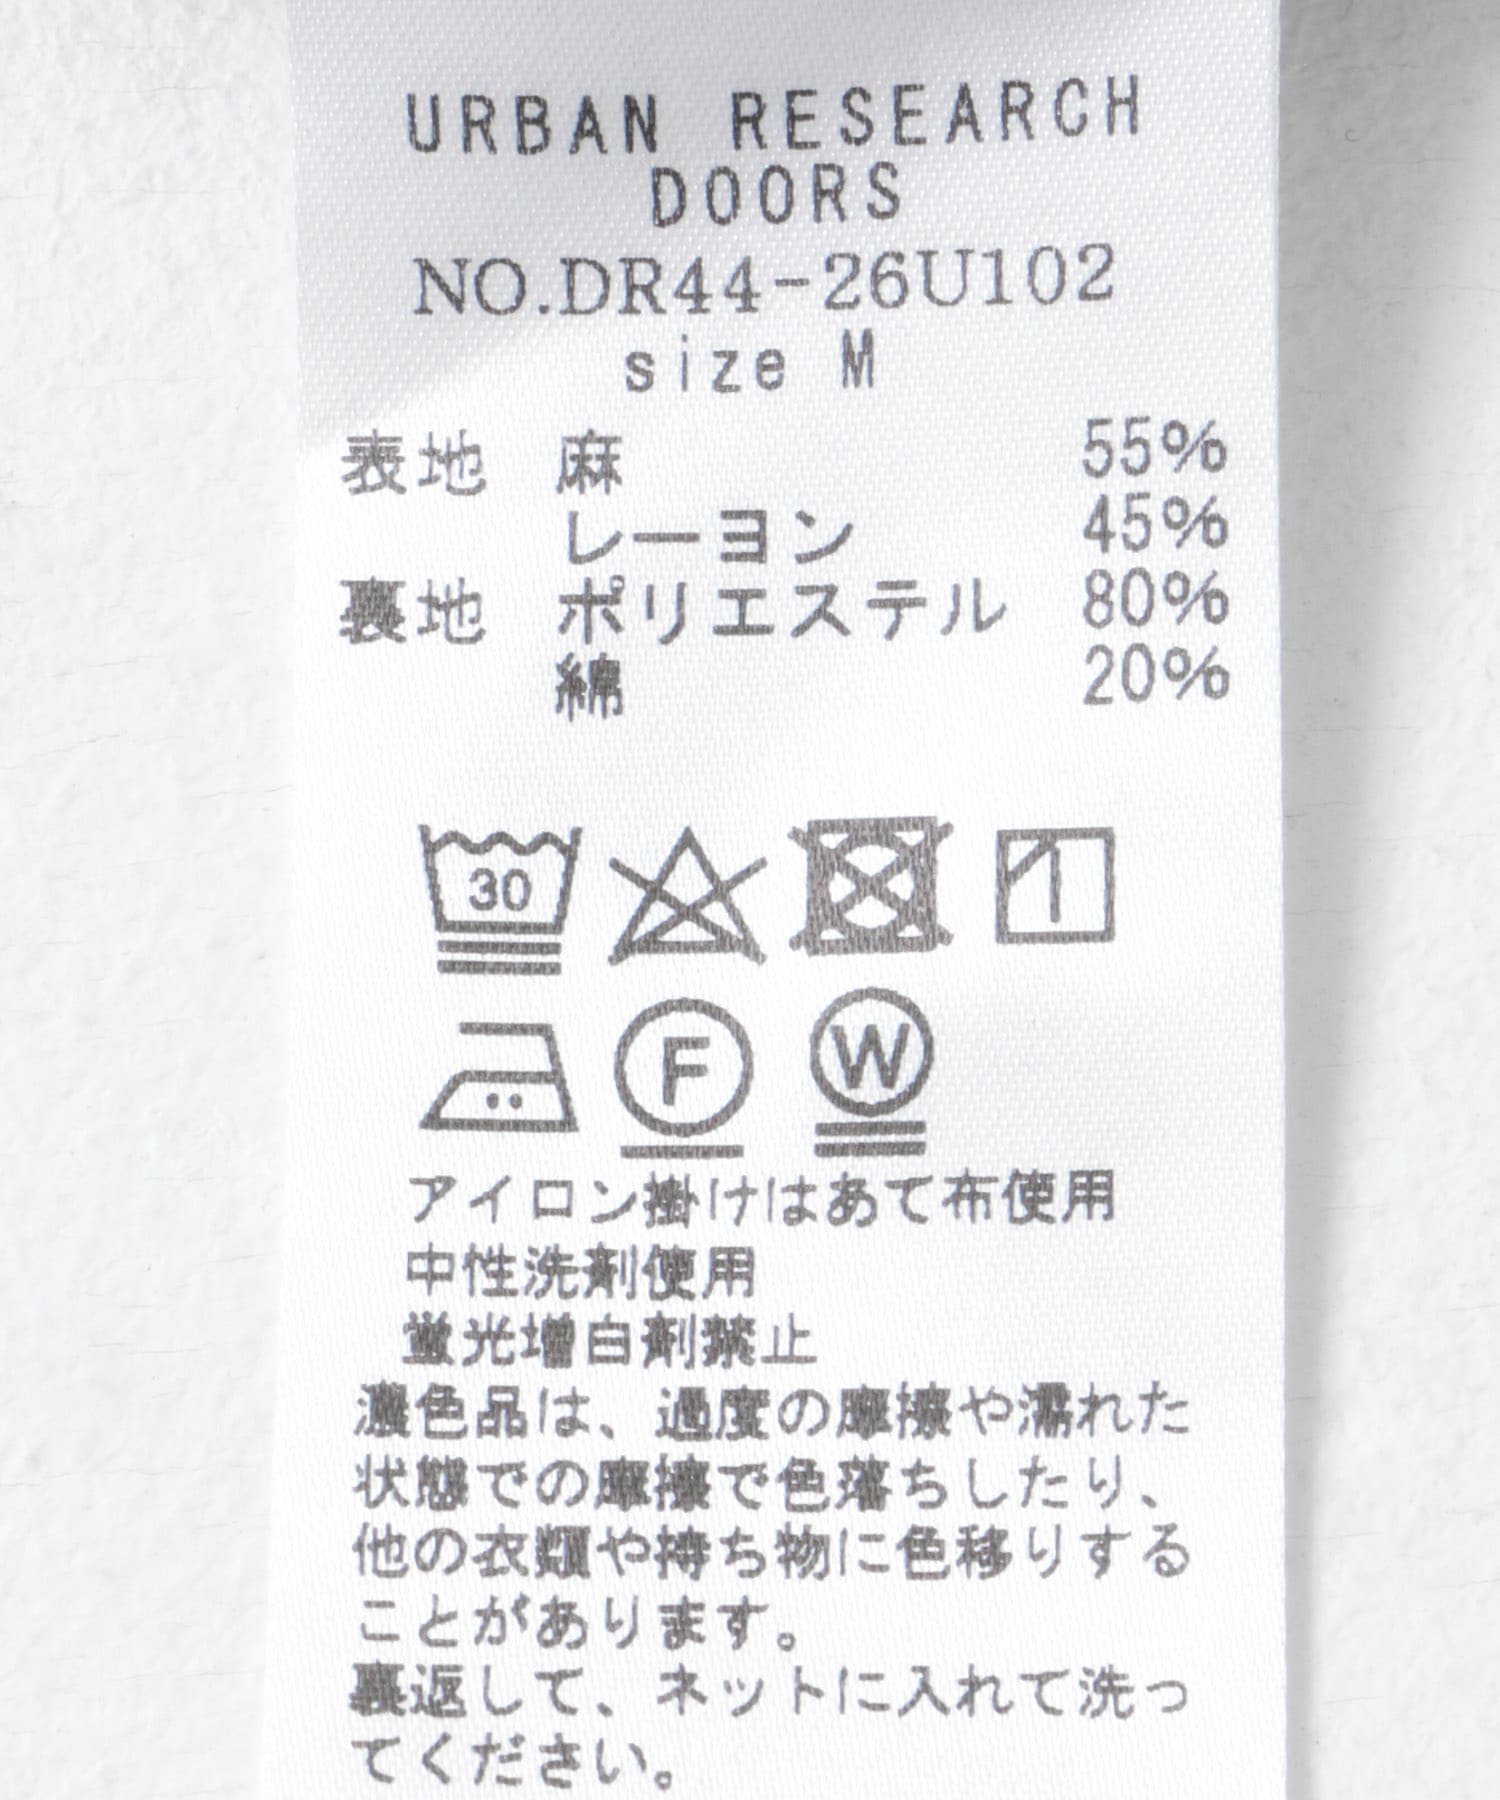 URBAN RESEARCH
DOORS
NO.DR44-26U102
size M
表地 麻 55%
レーヨン 45%
裏地 ポリエステル 80%
綿 20%
30
F
W
アイロン掛けはあて布使用
中性洗剤使用
蛍光増白剤禁止
濃色品は、過度の摩擦や濡れた
状態での摩擦で色落ちしたり、
他の衣類や持ち物に色移りする
ことがあります。
裏返して、ネットに入れて洗っ
てください。